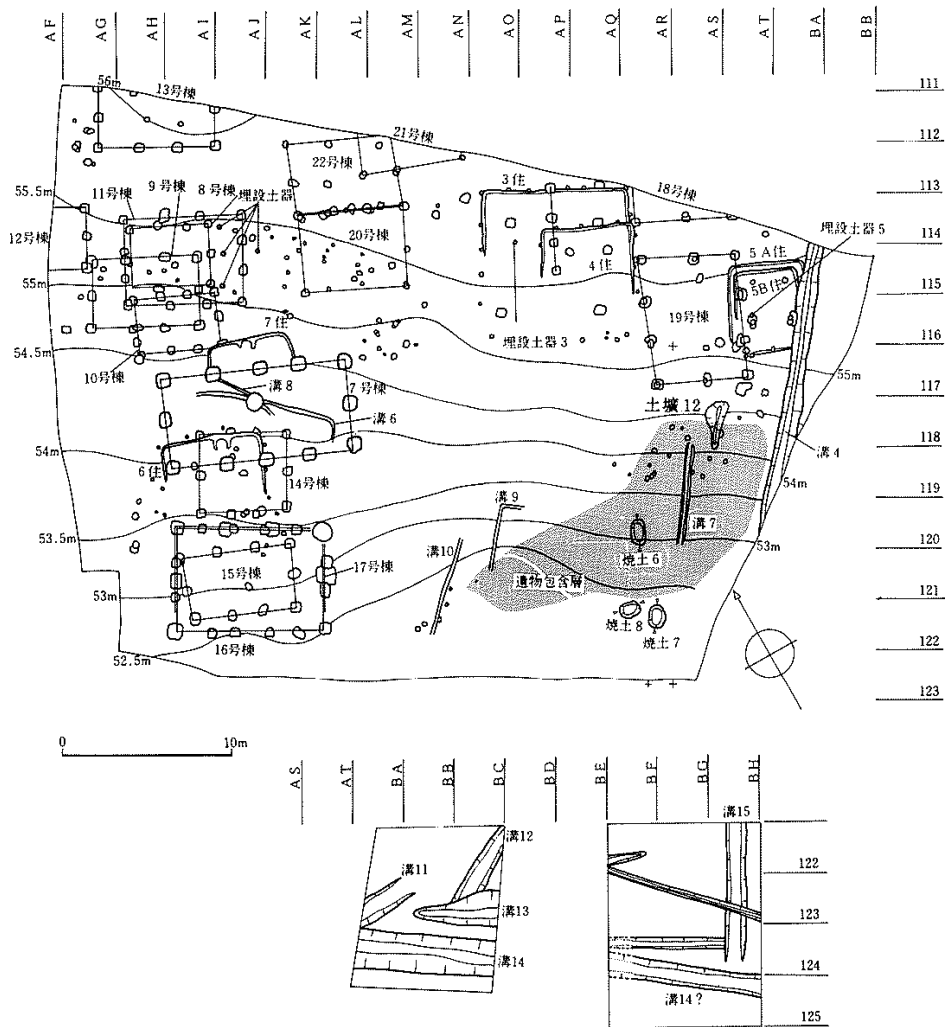 AF AG AH AI AJ AK AL AM AN AO AP AQ AR AS AT BA BB
111
56m
13号棟
112
21号棟
22号棟
113
55.5m
11号棟
9号棟
8号棟
埋設土器
3住
18号棟
12号棟
20号棟
114
埋設土器5
4住
5A住
55m
5B住
115
7住
19号棟
54.5m
埋設土器3
116
10号棟
7号棟
溝8
55m
117
土壙12
溝6
118
溝4
54m
6住
14号棟
54m
119
溝9
溝7
53.5m
溝10
53m
120
焼土6
15号棟
17号棟
遺物包含層
53m
121
焼土8
焼土7
16号棟
122
52.5m
123
0 10m
AS AT BA BB BC BD BE BF BG BH
溝15
溝12
溝11
122
溝13
123
溝14
124
溝14?
125